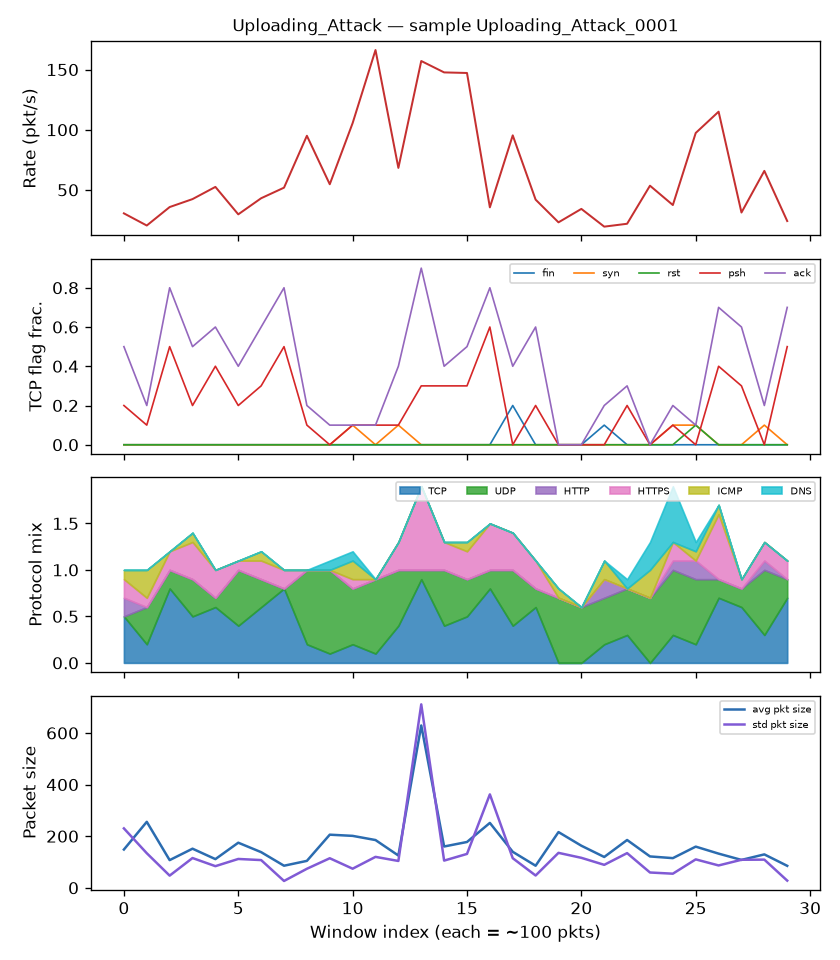 Uploading_Attack — sample Uploading_Attack_0001
Rate (pkt/s)
150
100
50
TCP flag frac.
0.8
0.6
0.4
0.2
0.0
fin syn rst psh ack
Protocol mix
1.5
1.0
0.5
0.0
TCP UDP HTTP HTTPS ICMP DNS
Packet size
600
400
200
0
avg pkt size
std pkt size
0 5 10 15 20 25 30
Window index (each = ~100 pkts)